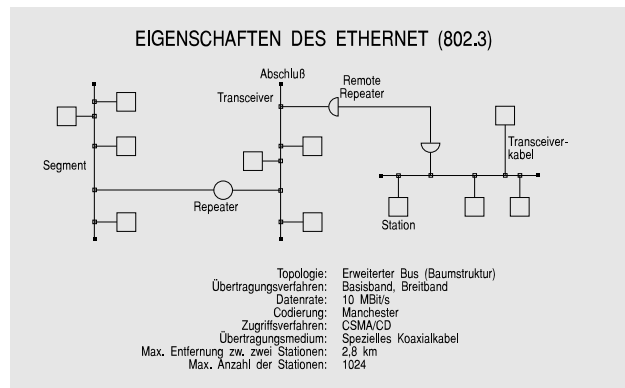 EIGENSCHAFTEN DES ETHERNET (802.3)
Abschluß
Transceiver
Remote
Repeater
Transceiver-
kabel
Segment
Repeater
Station
Topologie: Erweiterter Bus (Baumstruktur)
Übertragungsverfahren: Basisband, Breitband
Datenrate: 10 MBit/s
Codierung: Manchester
Zugriffsverfahren: CSMA/CD
Übertragungsmedium: Spezielles Koaxialkabel
Max. Entfernung zw. zwei Stationen: 2,8 km
Max. Anzahl der Stationen: 1024